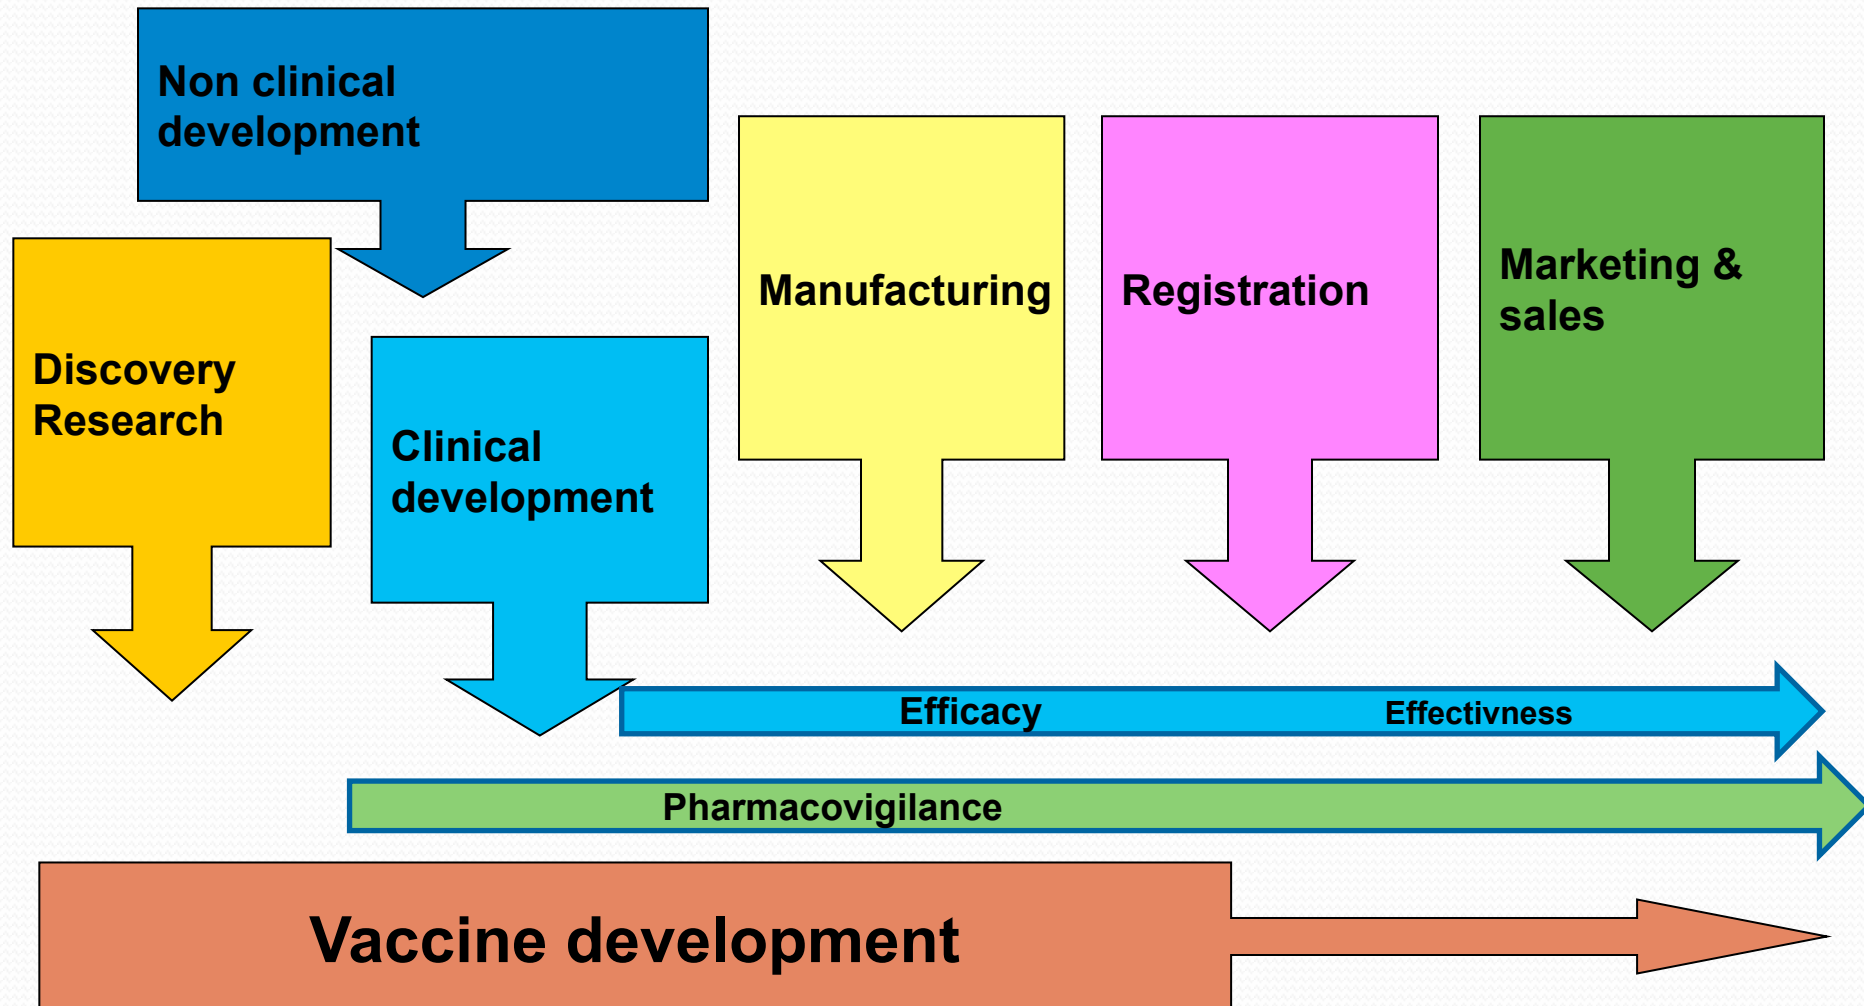 Non clinical
development
Discovery
Research
Clinical
development
Manufacturing
Registration
Marketing &
sales
Efficacy
Effectivness
Pharmacovigilance
Vaccine development